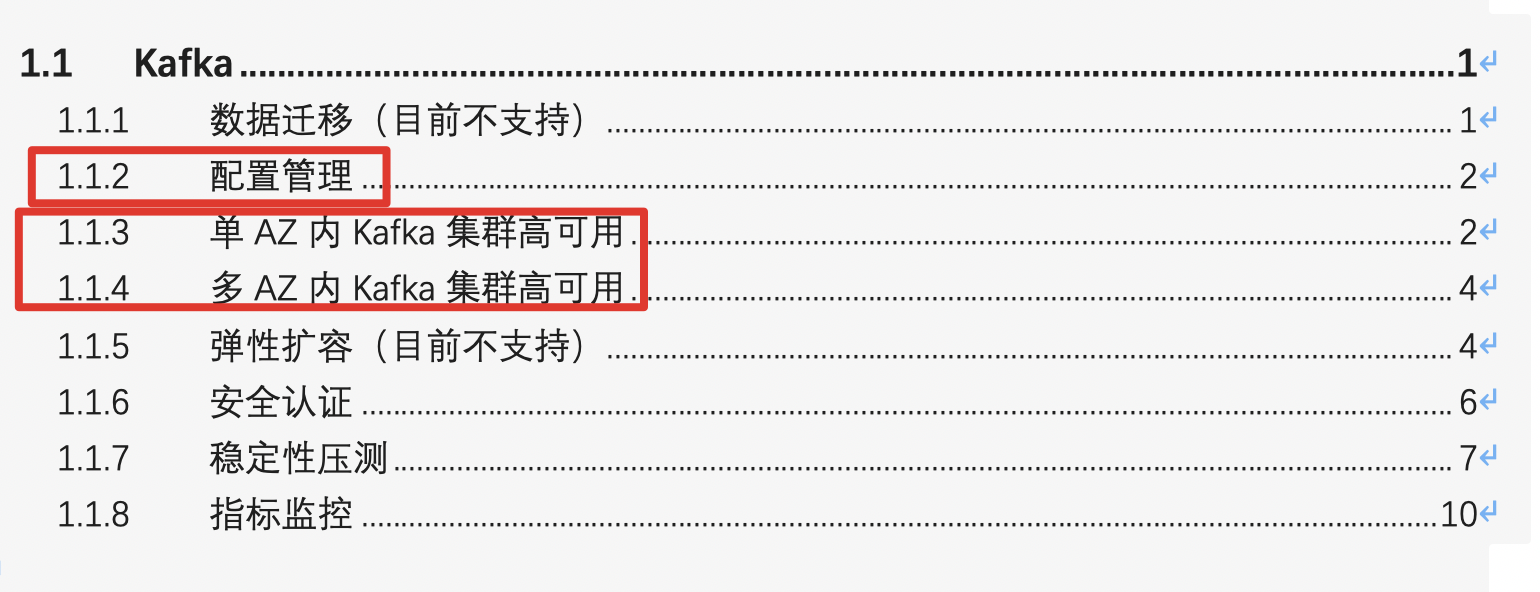 1.1 Kafka 1
1.1.1 数据迁移（目前不支持） 1
1.1.2 配置管理 2
1.1.3 单 AZ 内 Kafka 集群高可用 2
1.1.4 多 AZ 内 Kafka 集群高可用 4
1.1.5 弹性扩容（目前不支持） 4
1.1.6 安全认证 6
1.1.7 稳定性压测 7
1.1.8 指标监控 10